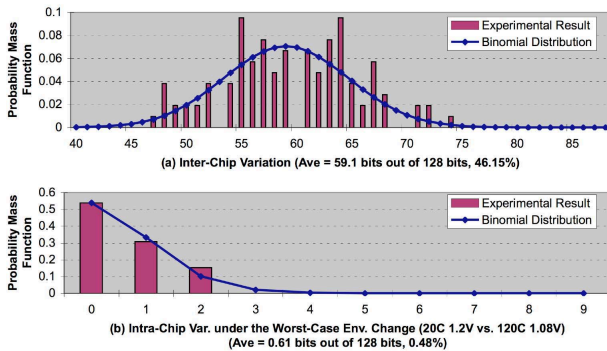 0.1
0.08
0.06
0.04
0.02
0
Probability Mass
Function
Experimental Result
Binomial Distribution
40 45 50 55 60 65 70 75 80 85
(a) Inter-Chip Variation (Ave = 59.1 bits out of 128 bits, 46.15%)
0.6
0.5
0.4
0.3
0.2
0.1
0
Probability Mass
Function
Experimental Result
Binomial Distribution
0 1 2 3 4 5 6 7 8 9
(b) Intra-Chip Var. under the Worst-Case Env. Change (20C 1.2V vs. 120C 1.08V)
(Ave = 0.61 bits out of 128 bits, 0.48%)